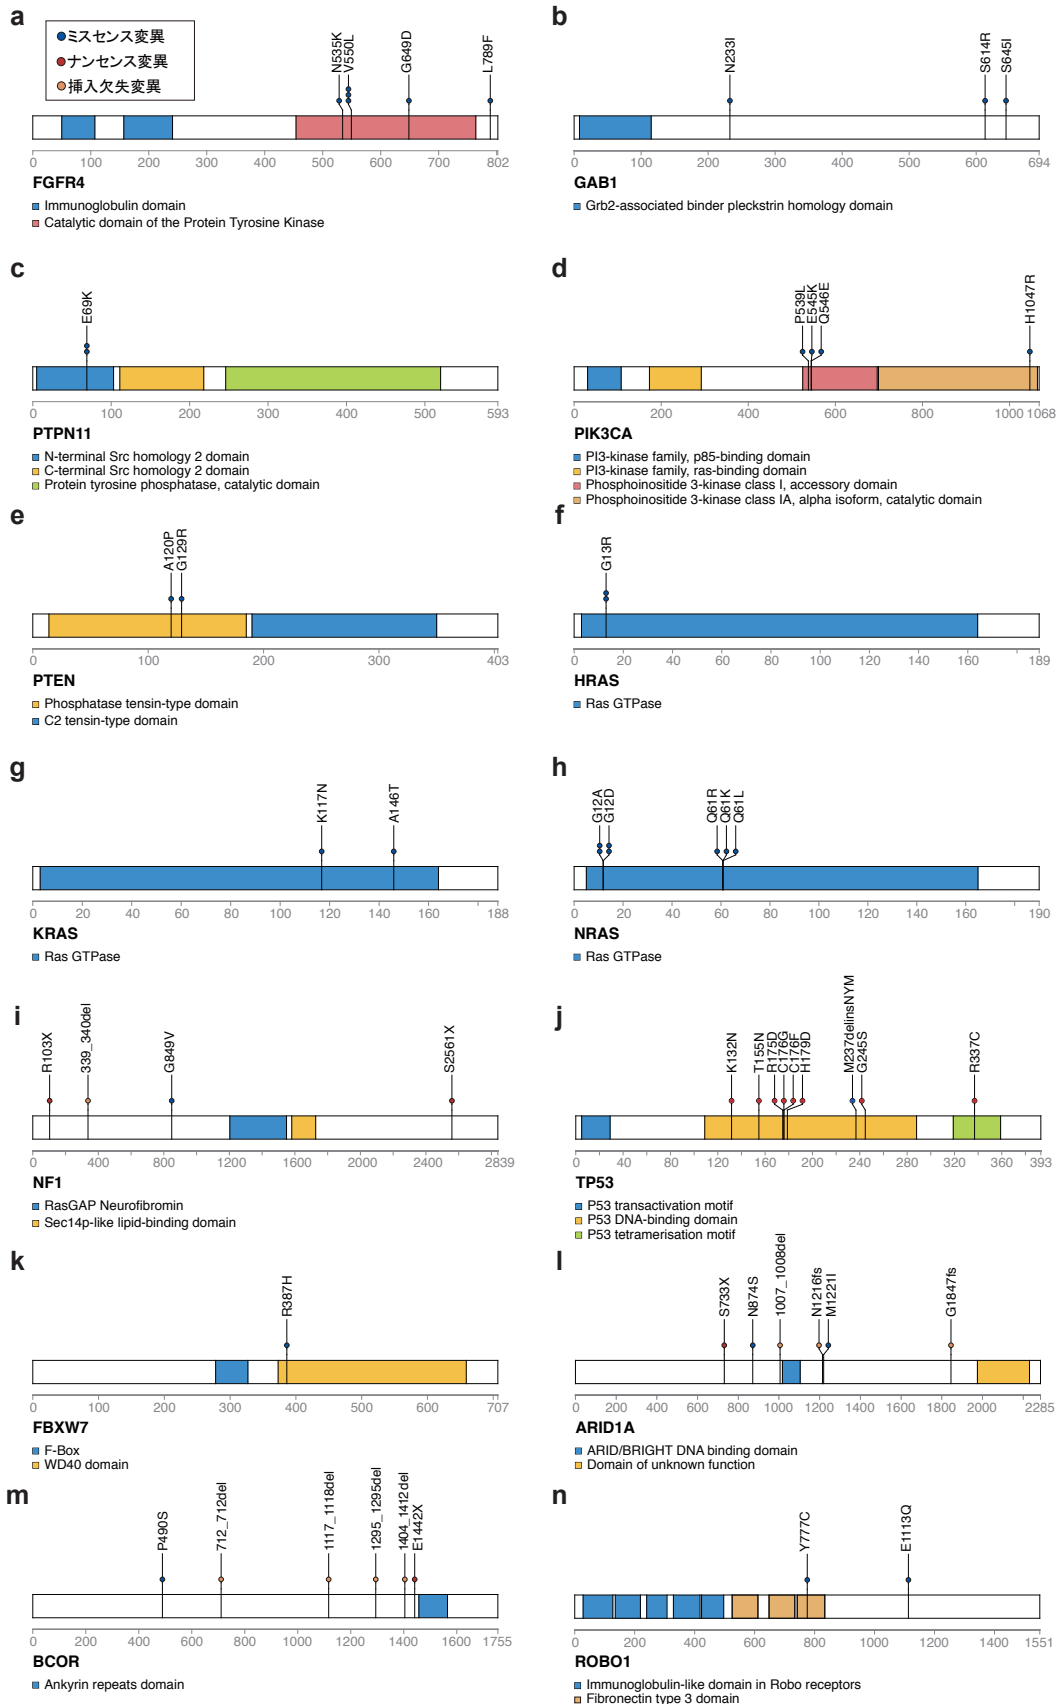 a
ミスセンス変異
ナンセンス変異
挿入欠失変異
N535K
V550L
G649D
L789F
0 100 200 300 400 500 600 700 802
FGFR4
Immunoglobulin domain
Catalytic domain of the Protein Tyrosine Kinase
b
N233I
S614R
S645I
0 100 200 300 400 500 600 694
GAB1
Grb2-associated binder pleckstrin homology domain
c
E69K
0 100 200 300 400 500 593
PTPN11
N-terminal Src homology 2 domain
C-terminal Src homology 2 domain
Protein tyrosine phosphatase, catalytic domain
d
P539L
E545K
Q546E
H1047R
0 200 400 600 800 1000 1068
PIK3CA
PI3-kinase family, p85-binding domain
PI3-kinase family, ras-binding domain
Phosphoinositide 3-kinase class I, accessory domain
Phosphoinositide 3-kinase class IA, alpha isoform, catalytic domain
e
A120P
G129R
0 100 200 300 403
PTEN
Phosphatase tensin-type domain
C2 tensin-type domain
f
G13R
0 20 40 60 80 100 120 140 160 189
HRAS
Ras GTPase
g
K117N
A146T
0 20 40 60 80 100 120 140 160 188
KRAS
Ras GTPase
h
G12A
G12D
Q61R
Q61K
Q61L
0 20 40 60 80 100 120 140 160 190
NRAS
Ras GTPase
i
R103X
339_340del
G849V
S2561X
0 400 800 1200 1600 2000 2400 2839
NF1
RasGAP Neurofibromin
Sec14p-like lipid-binding domain
j
K132N
T155N
R175D
C176G
C176F
H179D
M237delinsNYM
G245S
R337C
0 40 80 120 160 200 240 280 320 360 393
TP53
P53 transactivation motif
P53 DNA-binding domain
P53 tetramerisation motif
k
R387H
0 100 200 300 400 500 600 707
FBXW7
F-Box
WD40 domain
l
S733X
N874S
1007_1008del
N1216fs
M1221I
G1847fs
0 200 400 600 800 1000 1200 1400 1600 2000 2285
ARID1A
ARID/BRIGHT DNA binding domain
Domain of unknown function
m
P490S
712_712del
1117_1118del
1295_1295del
1404_1412del
E1442X
0 200 400 600 800 1000 1200 1400 1600 1755
BCOR
Ankyrin repeats domain
n
Y777C
E1113Q
0 200 400 600 800 1000 1200 1400 1551
ROBO1
Immunoglobulin-like domain in Robo receptors
Fibronectin type 3 domain